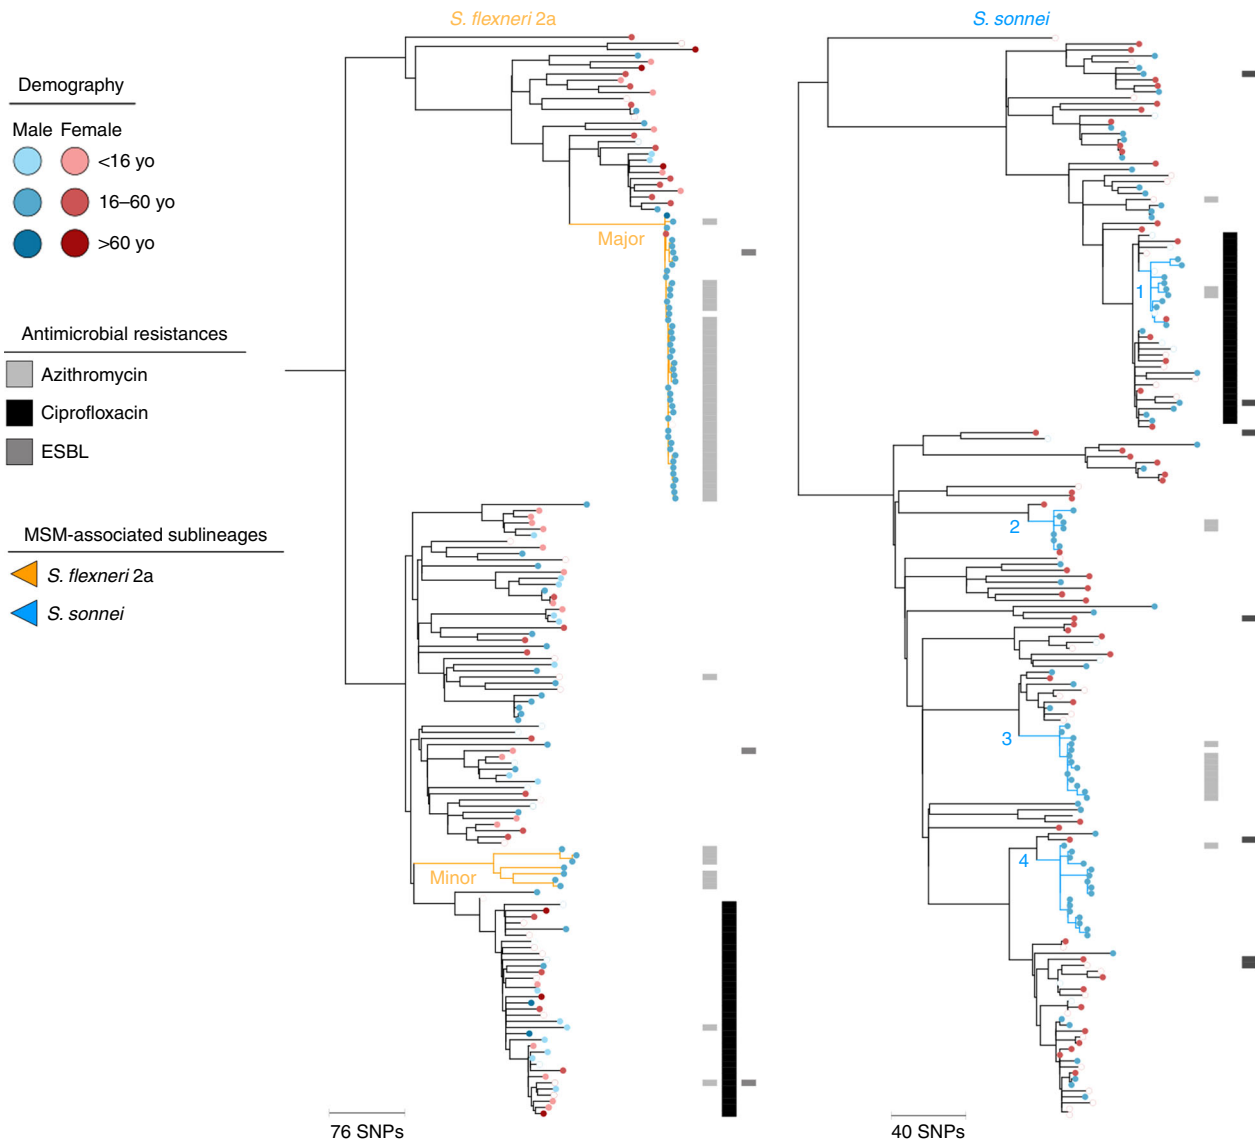 S. flexneri 2a
S. sonnei
Demography
Male Female
<16 yo
16–60 yo
>60 yo
Antimicrobial resistances
Azithromycin
Ciprofloxacin
ESBL
MSM-associated sublineages
S. flexneri 2a
S. sonnei
Major
Minor
76 SNPs
1
2
3
4
40 SNPs